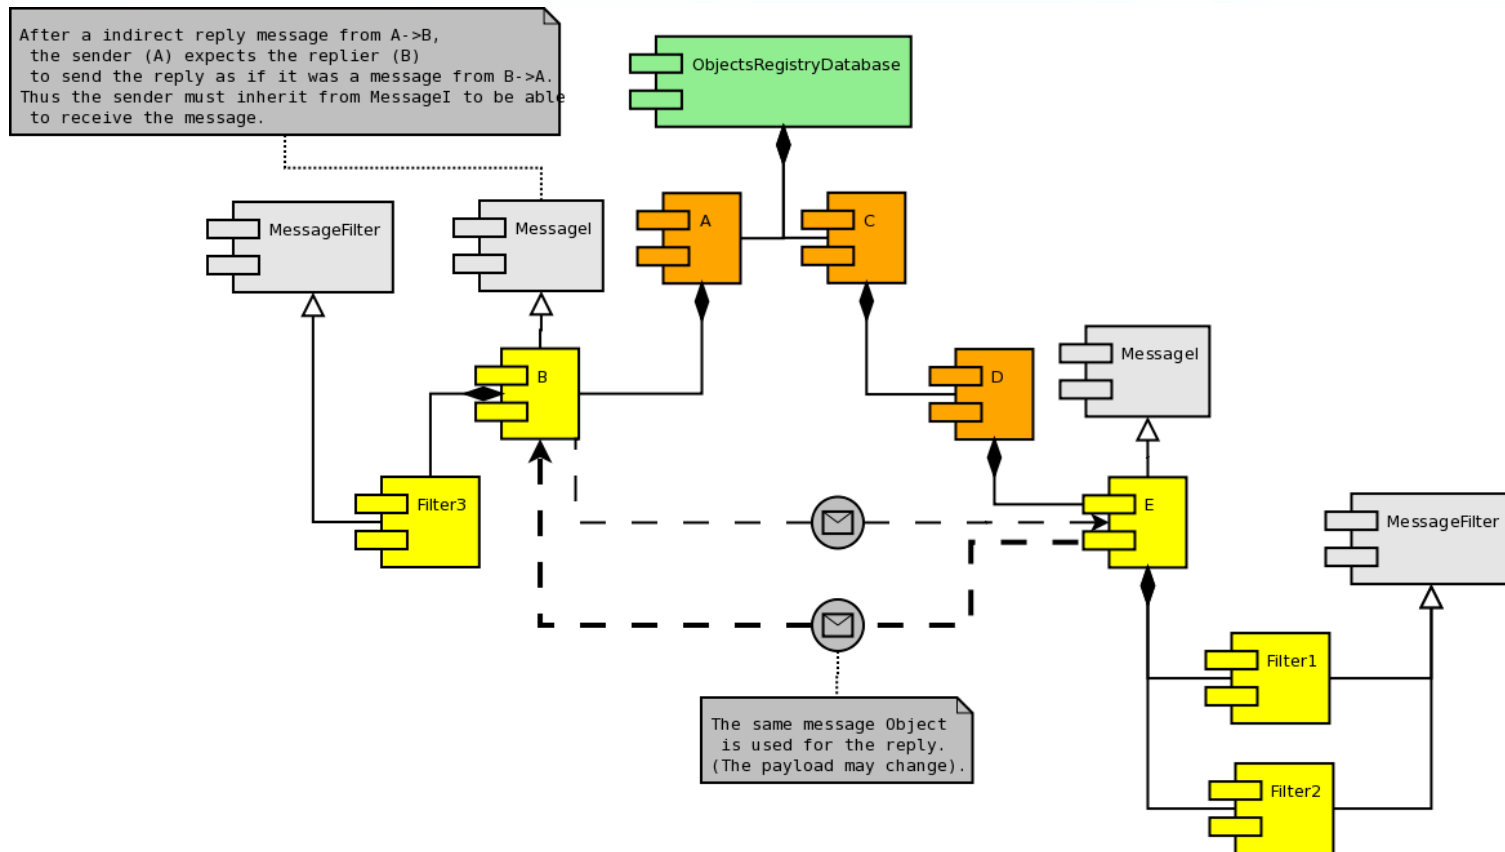 After a indirect reply message from A->B,
the sender (A) expects the replier (B)
to send the reply as if it was a message from B->A.
Thus the sender must inherit from MessageI to be able
to receive the message.
ObjectsRegistryDatabase
MessageFilter
MessageI
A
C
B
D
MessageI
Filter3
E
MessageFilter
Filter1
The same message Object
is used for the reply.
(The payload may change).
Filter2